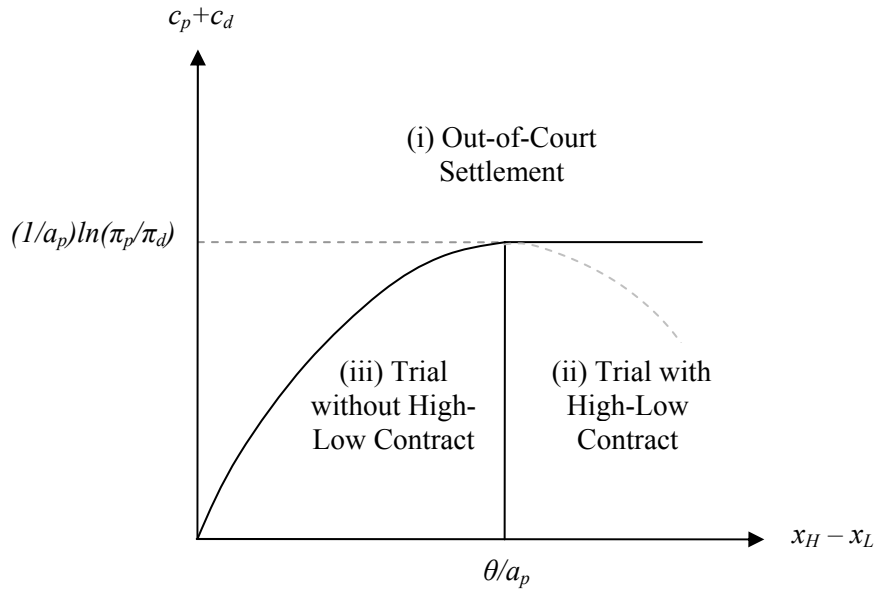 c_p+c_d
(i) Out-of-Court
Settlement
(1/a_p)ln(π_p/π_d)
(iii) Trial
without High-
Low Contract
(ii) Trial with
High-Low
Contract
x_H – x_L
θ/a_p